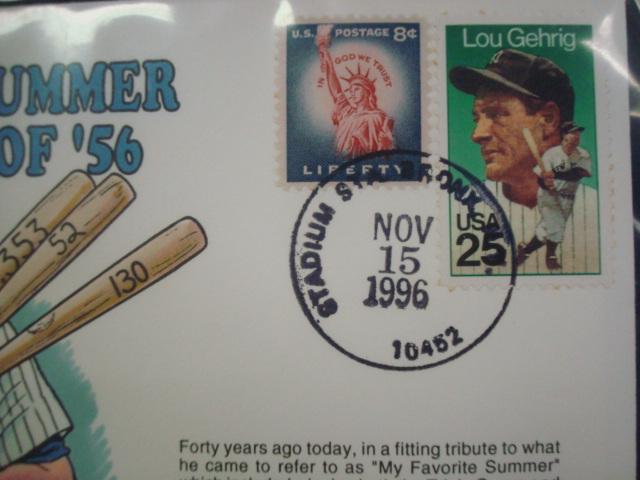 UMMER
OF '56
.353
52
130
U.S. POSTAGE 8¢
IN GOD WE TRUST
LIBERTY
Lou Gehrig
USA
25
STADIUM STA BRONX
NOV
15
1996
10452
Forty years ago today, in a fitting tribute to what
he came to refer to as "My Favorite Summer"